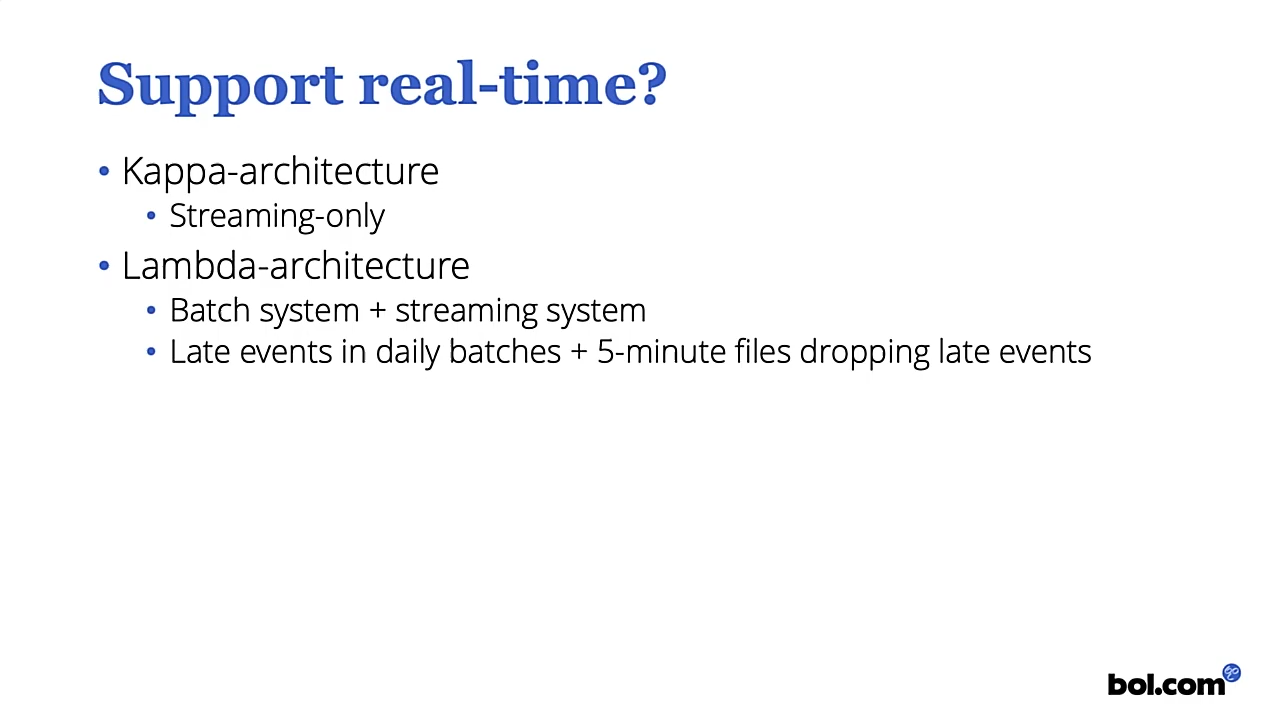 Support real-time?
• Kappa-architecture
• Streaming-only
• Lambda-architecture
• Batch system + streaming system
• Late events in daily batches + 5-minute files dropping late events
bol.com